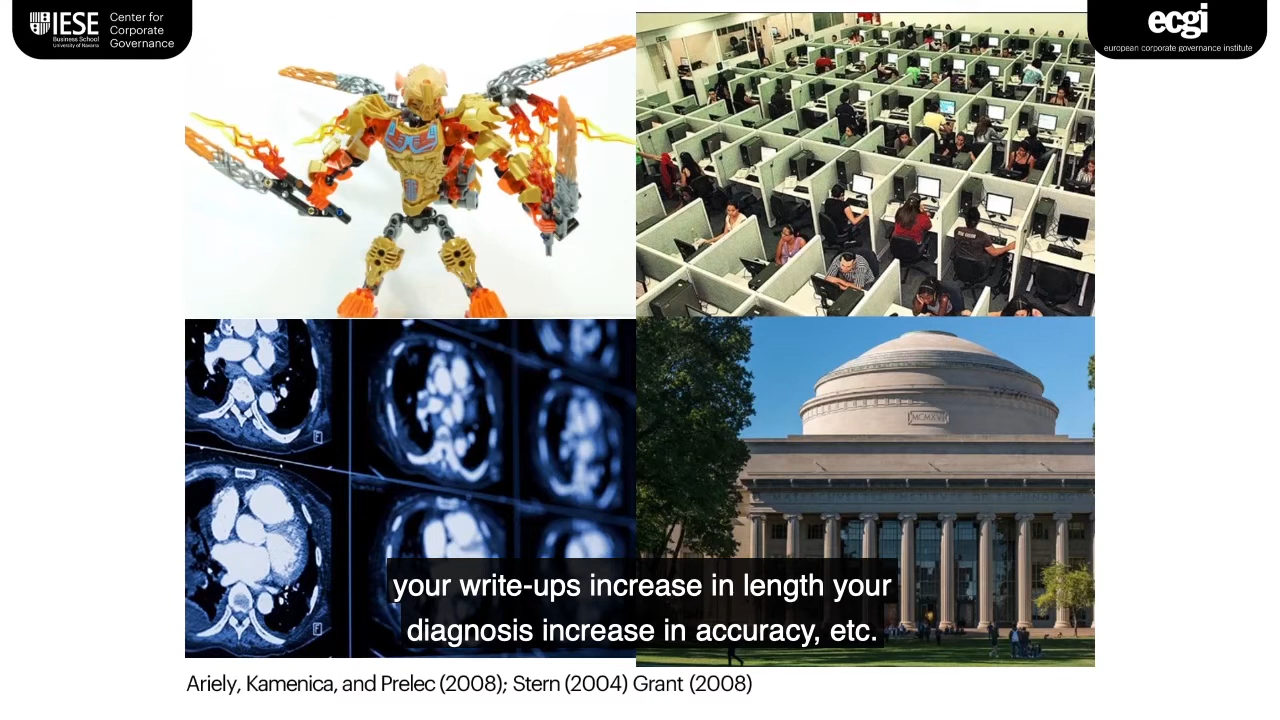 IESE
Business School
University of Navarra
Center for
Corporate
Governance
ecgi
european corporate governance institute
MCMXVI
your write-ups increase in length your
diagnosis increase in accuracy, etc.
Ariely, Kamenica, and Prelec (2008); Stern (2004) Grant (2008)